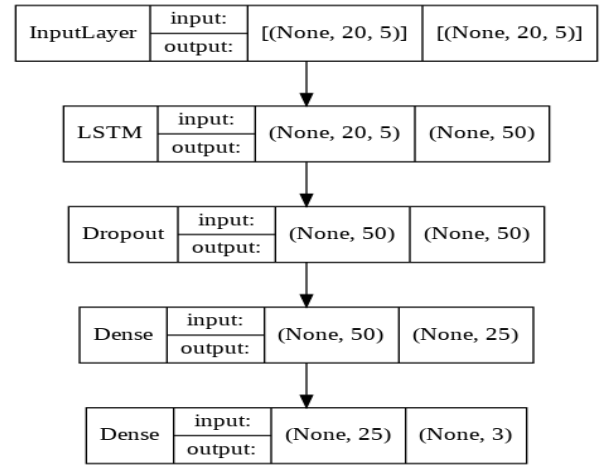 InputLayer input: output: [(None, 20, 5)] [(None, 20, 5)]
LSTM input: output: (None, 20, 5) (None, 50)
Dropout input: output: (None, 50) (None, 50)
Dense input: output: (None, 50) (None, 25)
Dense input: output: (None, 25) (None, 3)